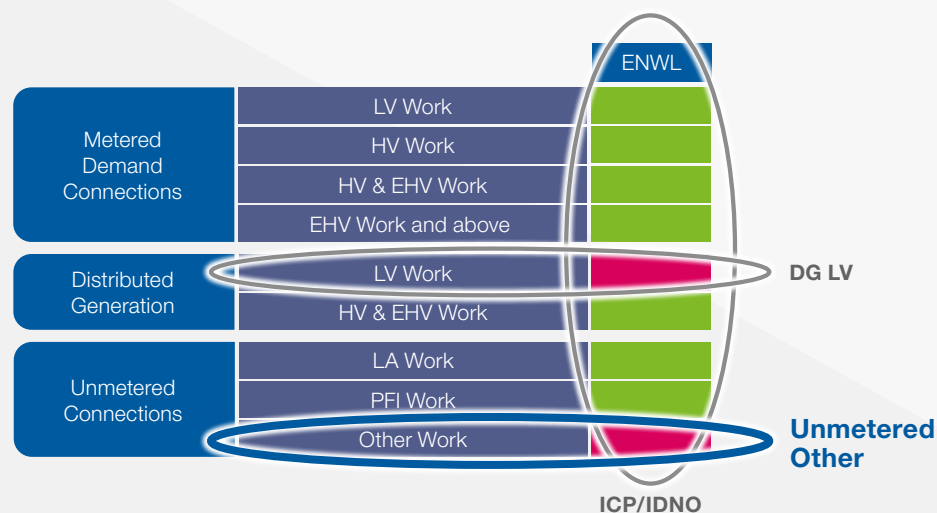 ENWL
Metered
Demand
Connections
LV Work
HV Work
HV & EHV Work
EHV Work and above
Distributed
Generation
LV Work
HV & EHV Work
DG LV
Unmetered
Connections
LA Work
PFI Work
Other Work
Unmetered
Other
ICP/IDNO